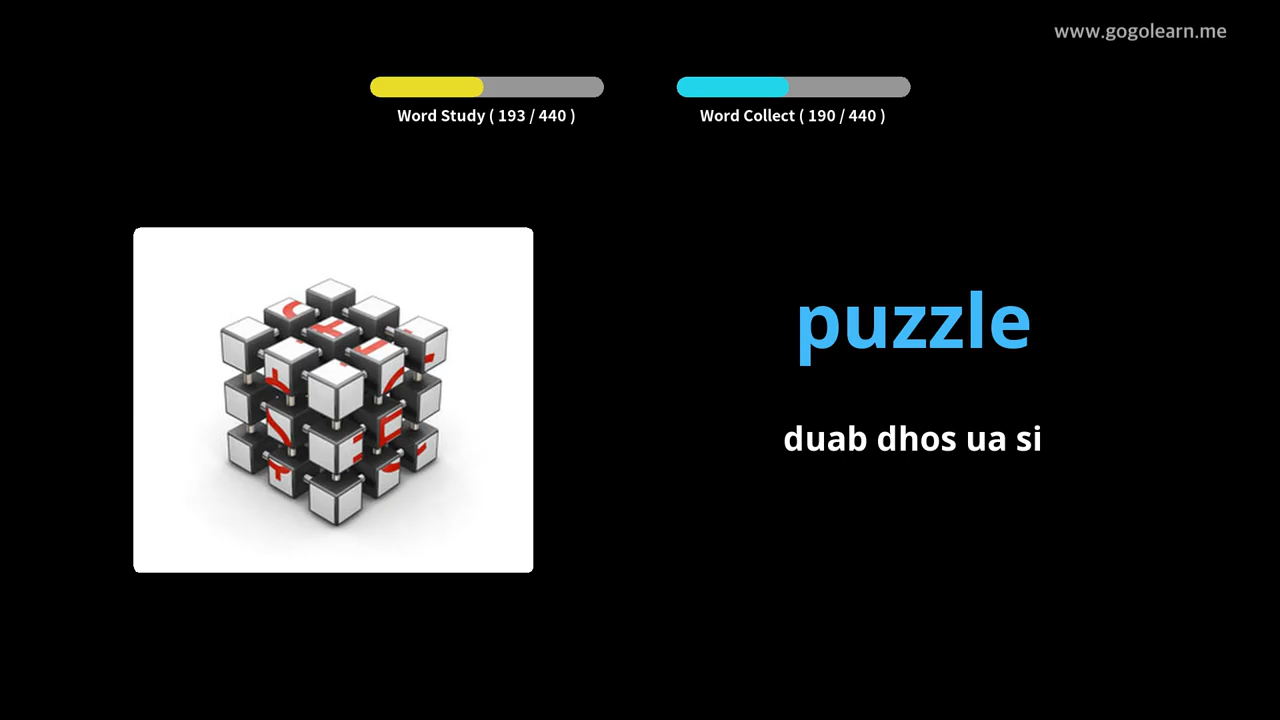 www.gogolearn.me
Word Study ( 193 / 440 )
Word Collect ( 190 / 440 )
puzzle
duab dhos ua si